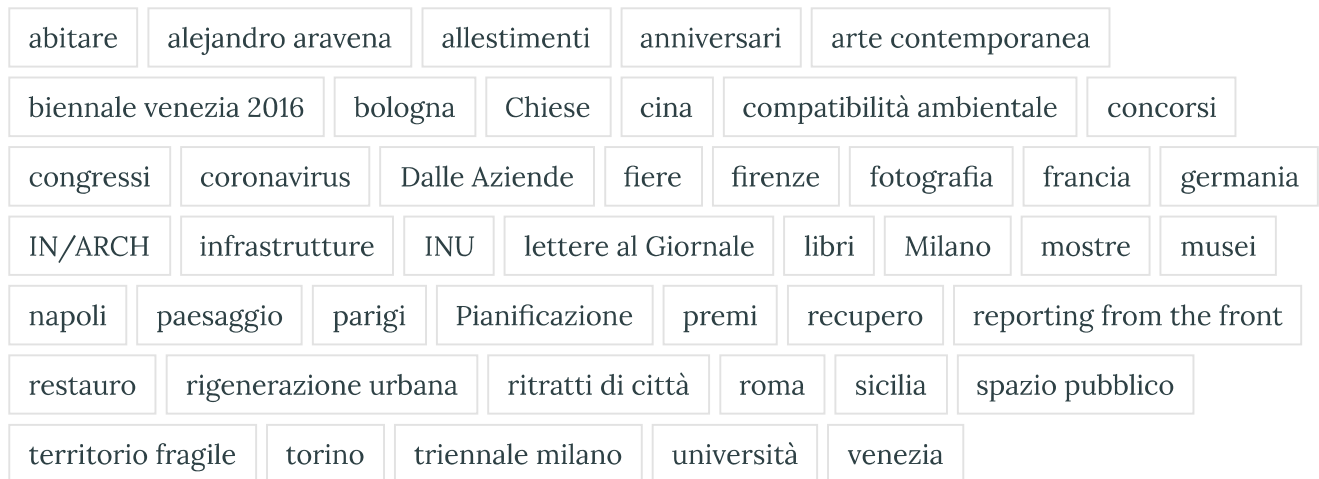 abitare alejandro aravena allestimenti anniversari arte contemporanea
biennale venezia 2016 bologna Chiese cina compatibilità ambientale concorsi
congressi coronavirus Dalle Aziende fiere firenze fotografia francia germania
IN/ARCH infrastrutture INU lettere al Giornale libri Milano mostre musei
napoli paesaggio parigi Pianificazione premi recupero reporting from the front
restauro rigenerazione urbana ritratti di città roma sicilia spazio pubblico
territorio fragile torino triennale milano università venezia